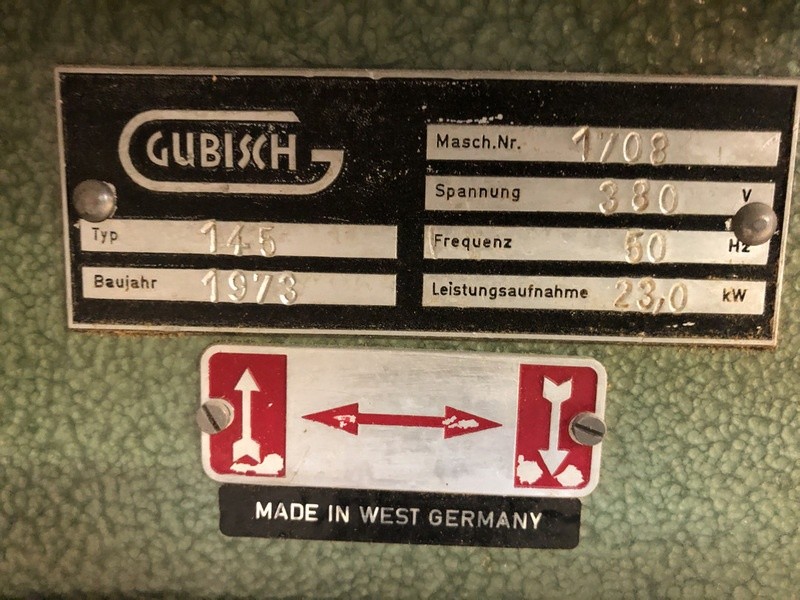 GUBISCH
Typ 145
Baujahr 1973
Masch.Nr. 1708
Spannung 380 V
Frequenz 50 Hz
Leistungsaufnahme 23,0 kW
MADE IN WEST GERMANY